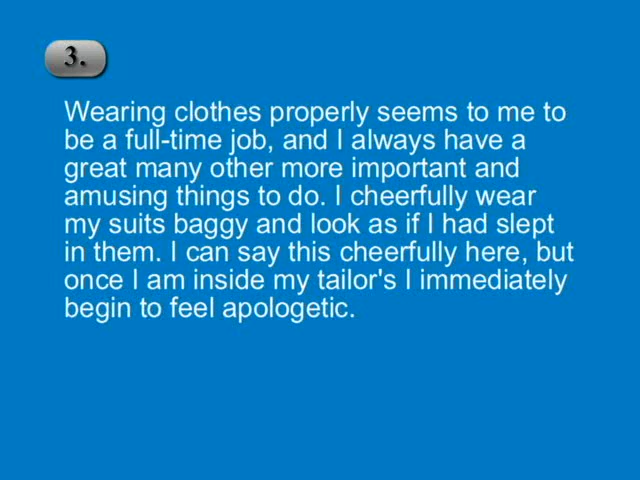 3.
Wearing clothes properly seems to me to
be a full-time job, and I always have a
great many other more important and
amusing things to do. I cheerfully wear
my suits baggy and look as if I had slept
in them. I can say this cheerfully here, but
once I am inside my tailor's I immediately
begin to feel apologetic.